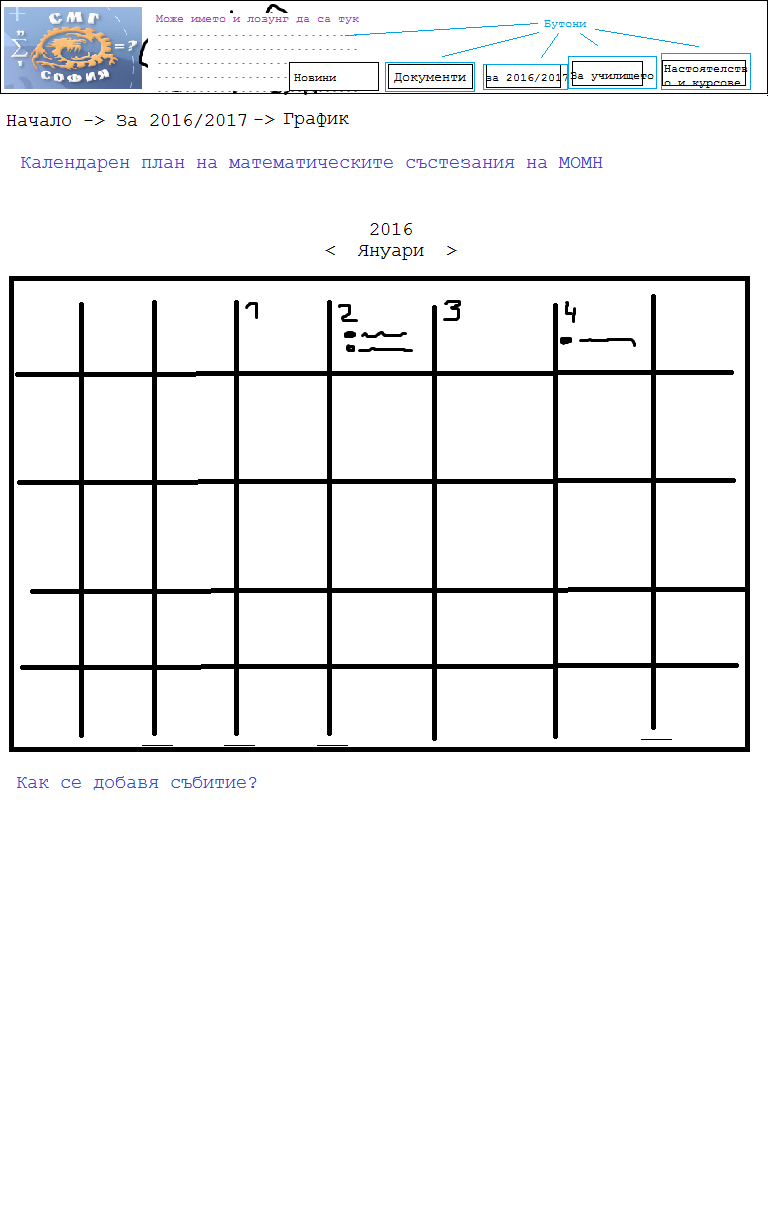 СМГ
n
Σ
1
=?
СОФИЯ
Може името и лозунг да са тук
Бутони
Новини
Документи
за 2016/2017
За училището
Настоятелств
о и курсове
Начало -> За 2016/2017 -> График
Календарен план на математическите състезания на МОМН
2016
< Януари >
1 2 3 4
Как се добавя събитие?